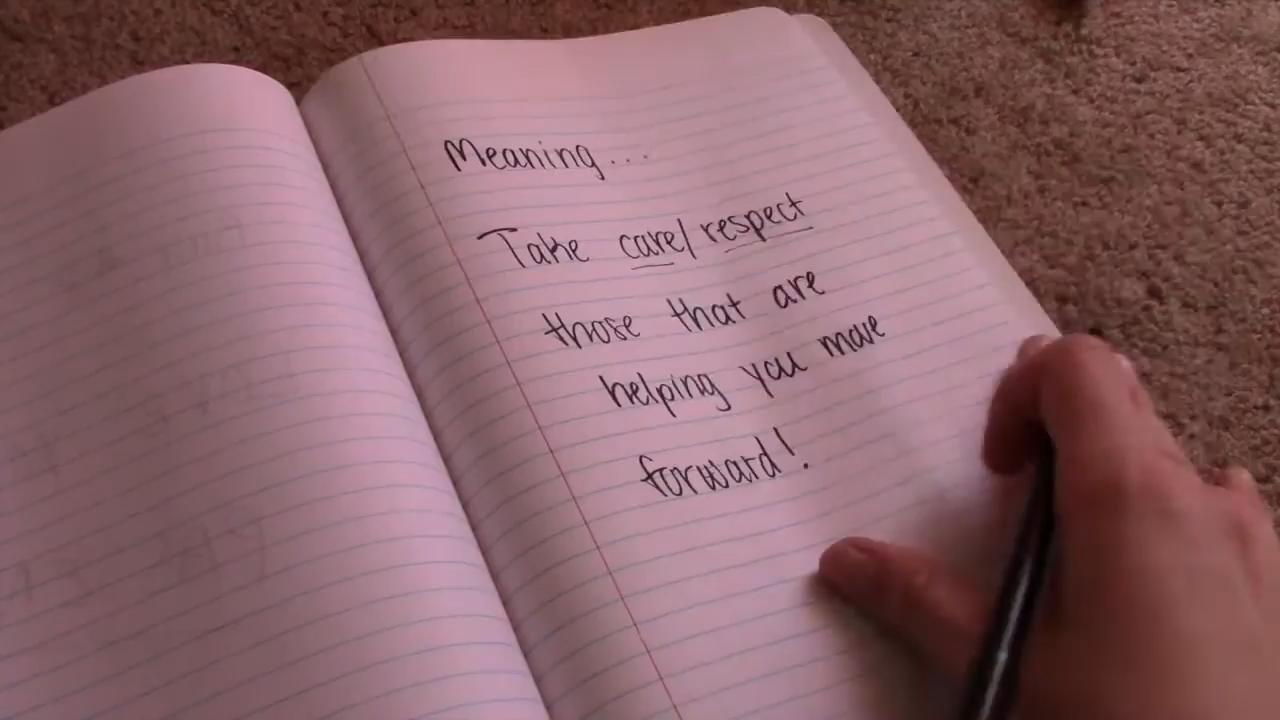 Meaning...
Take care/respect
those that are
helping you move
forward!